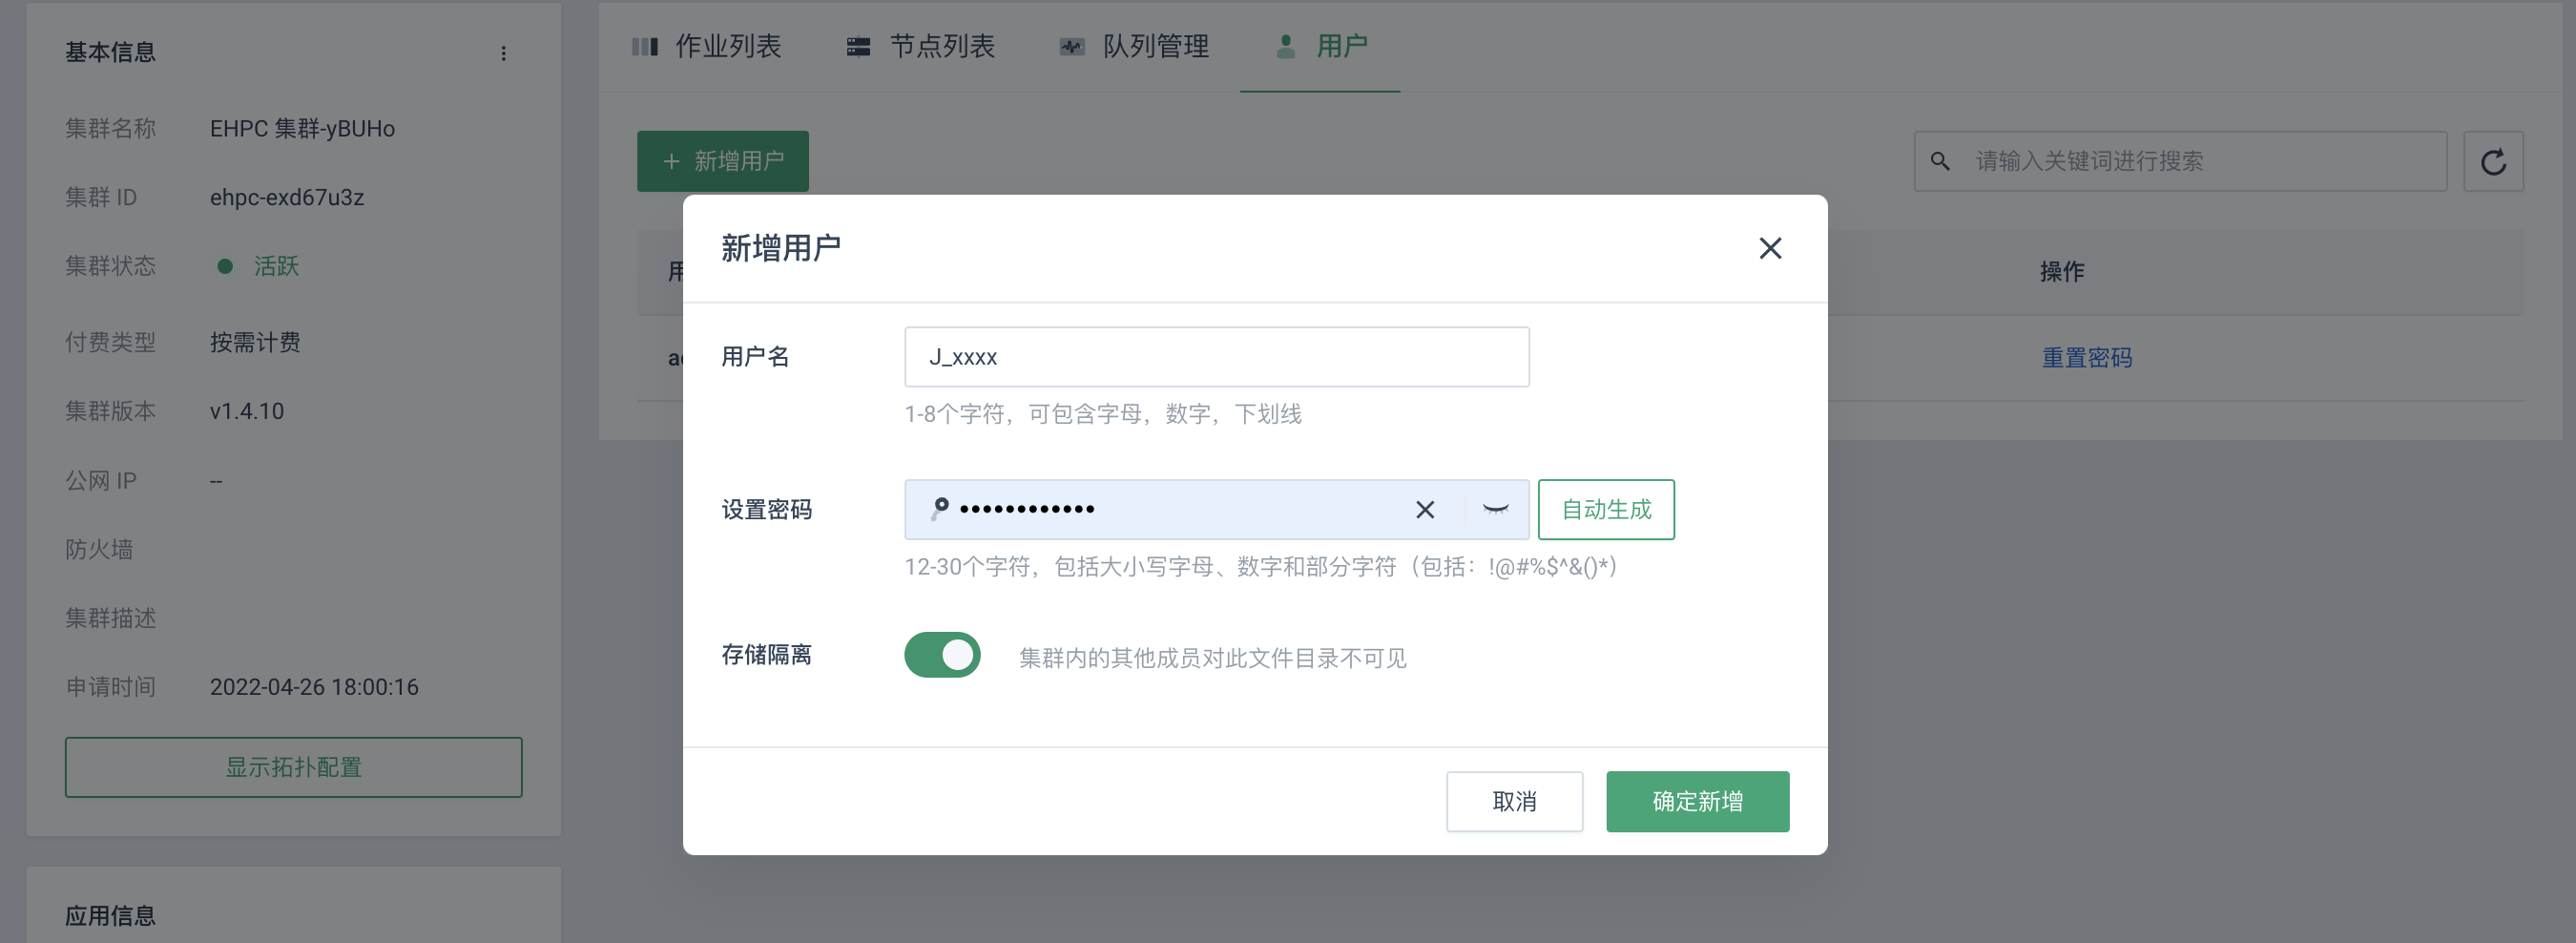 基本信息
集群名称 EHPC 集群-yBUHo
集群 ID ehpc-exd67u3z
集群状态 活跃
付费类型 按需计费
集群版本 v1.4.10
公网 IP --
防火墙
集群描述
申请时间 2022-04-26 18:00:16
显示拓扑配置
应用信息
作业列表 节点列表 队列管理 用户
+ 新增用户
请输入关键词进行搜索
操作
重置密码
新增用户
用户名 J_xxxx
1-8个字符，可包含字母，数字，下划线
设置密码 •••••••••••• 自动生成
12-30个字符，包括大小写字母、数字和部分字符（包括：!@#%$^&()*）
存储隔离 集群内的其他成员对此文件目录不可见
取消 确定新增